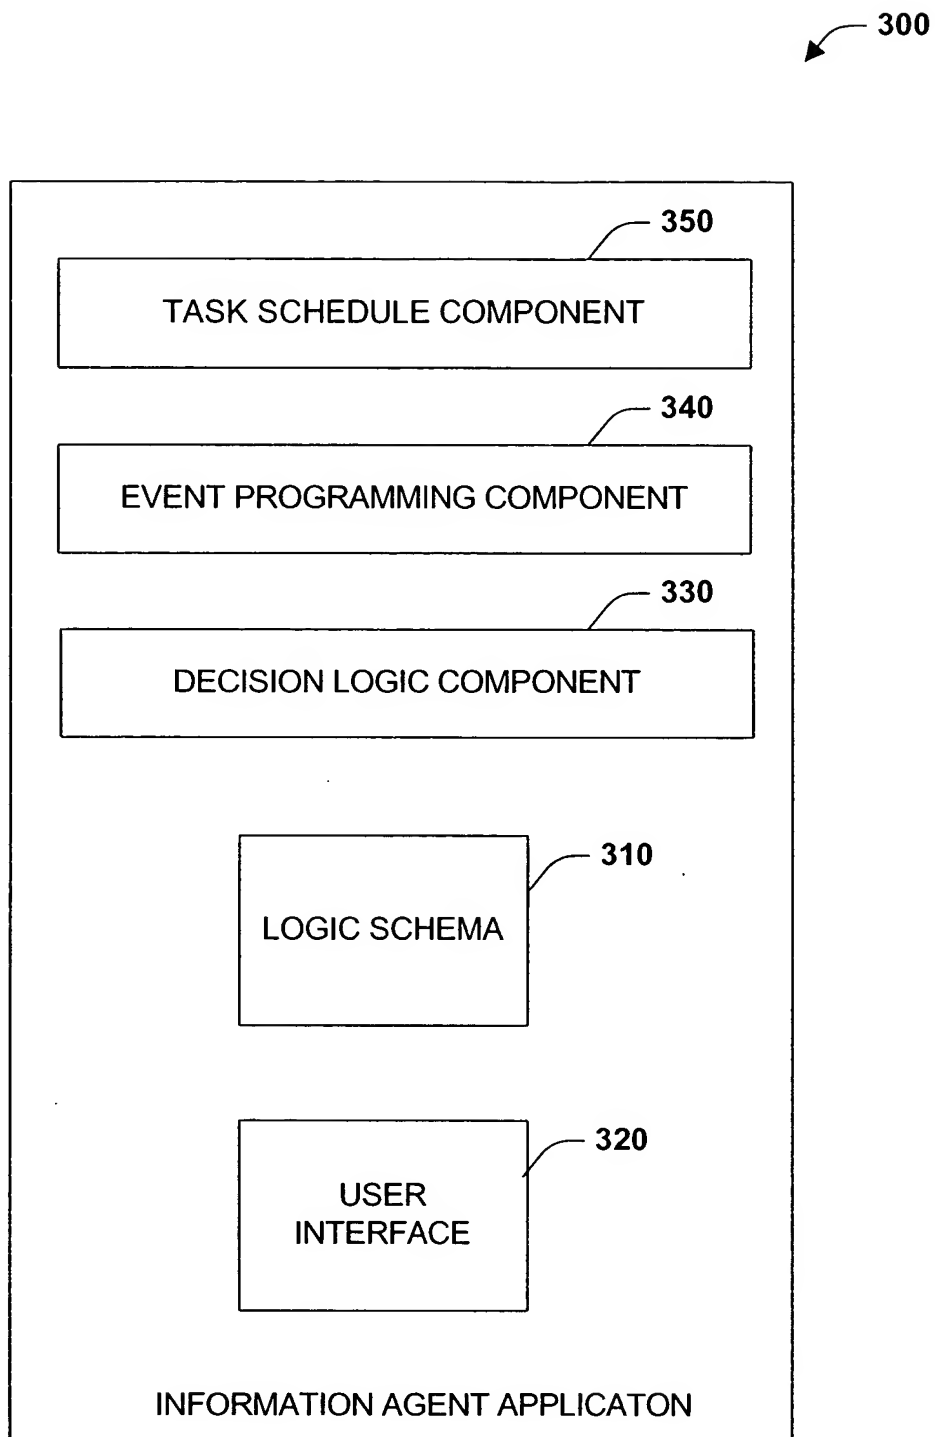 300
350
TASK SCHEDULE COMPONENT
340
EVENT PROGRAMMING COMPONENT
330
DECISION LOGIC COMPONENT
310
LOGIC SCHEMA
320
USER
INTERFACE
INFORMATION AGENT APPLICATON